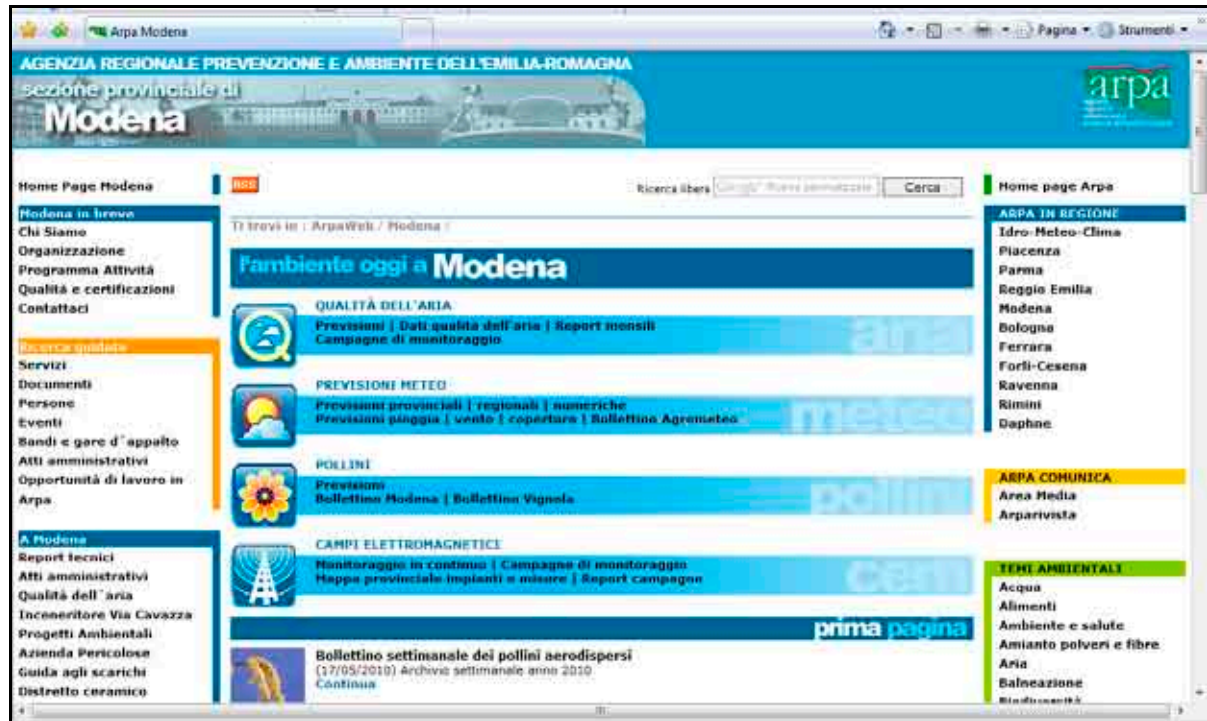 Arpa Modena
Pagina
Strumenti
AGENZIA REGIONALE PREVENZIONE E AMBIENTE DELL'EMILIA-ROMAGNA
sezione provinciale di
Modena
arpa
Home Page Modena
Modena in breve
Chi Siamo
Organizzazione
Programma Attività
Qualità e certificazioni
Contattaci
Ricerca guidata
Servizi
Documenti
Persone
Eventi
Bandi e gare d´appalto
Atti amministrativi
Opportunità di lavoro in
Arpa
A Modena
Report tecnici
Atti amministrativi
Qualità dell´aria
Inceneritore Via Cavazza
Progetti Ambientali
Azienda Pericolose
Guida agli scarichi
Distretto ceramico
RSS
Ricerca libera
Cerca
Ti trovi in : ArpaWeb / Modena /
l'ambiente oggi a Modena
QUALITÀ DELL'ARIA
Previsioni | Dati qualità dell'aria | Report mensili
Campagne di monitoraggio
aria
PREVISIONI METEO
Previsioni provinciali | regionali | numeriche
Previsioni pioggia | vento | copertura | Bollettino Agrometeo
meteo
POLLINI
Previsioni
Bollettino Modena | Bollettino Vignola
pollini
CAMPI ELETTROMAGNETICI
Monitoraggio in continuo | Campagne di monitoraggio
Mappa provinciale impianti e misure | Report campagne
cem
prima pagina
Bollettino settimanale dei pollini aerodispersi
(17/05/2010) Archivio settimanale anno 2010
Continua
Home page Arpa
ARPA IN REGIONE
Idro-Meteo-Clima
Piacenza
Parma
Reggio Emilia
Modena
Bologna
Ferrara
Forlì-Cesena
Ravenna
Rimini
Daphne
ARPA COMUNICA
Area Media
Arparivista
TEMI AMBIENTALI
Acqua
Alimenti
Ambiente e salute
Amianto polveri e fibre
Aria
Balneazione
Biodiversità